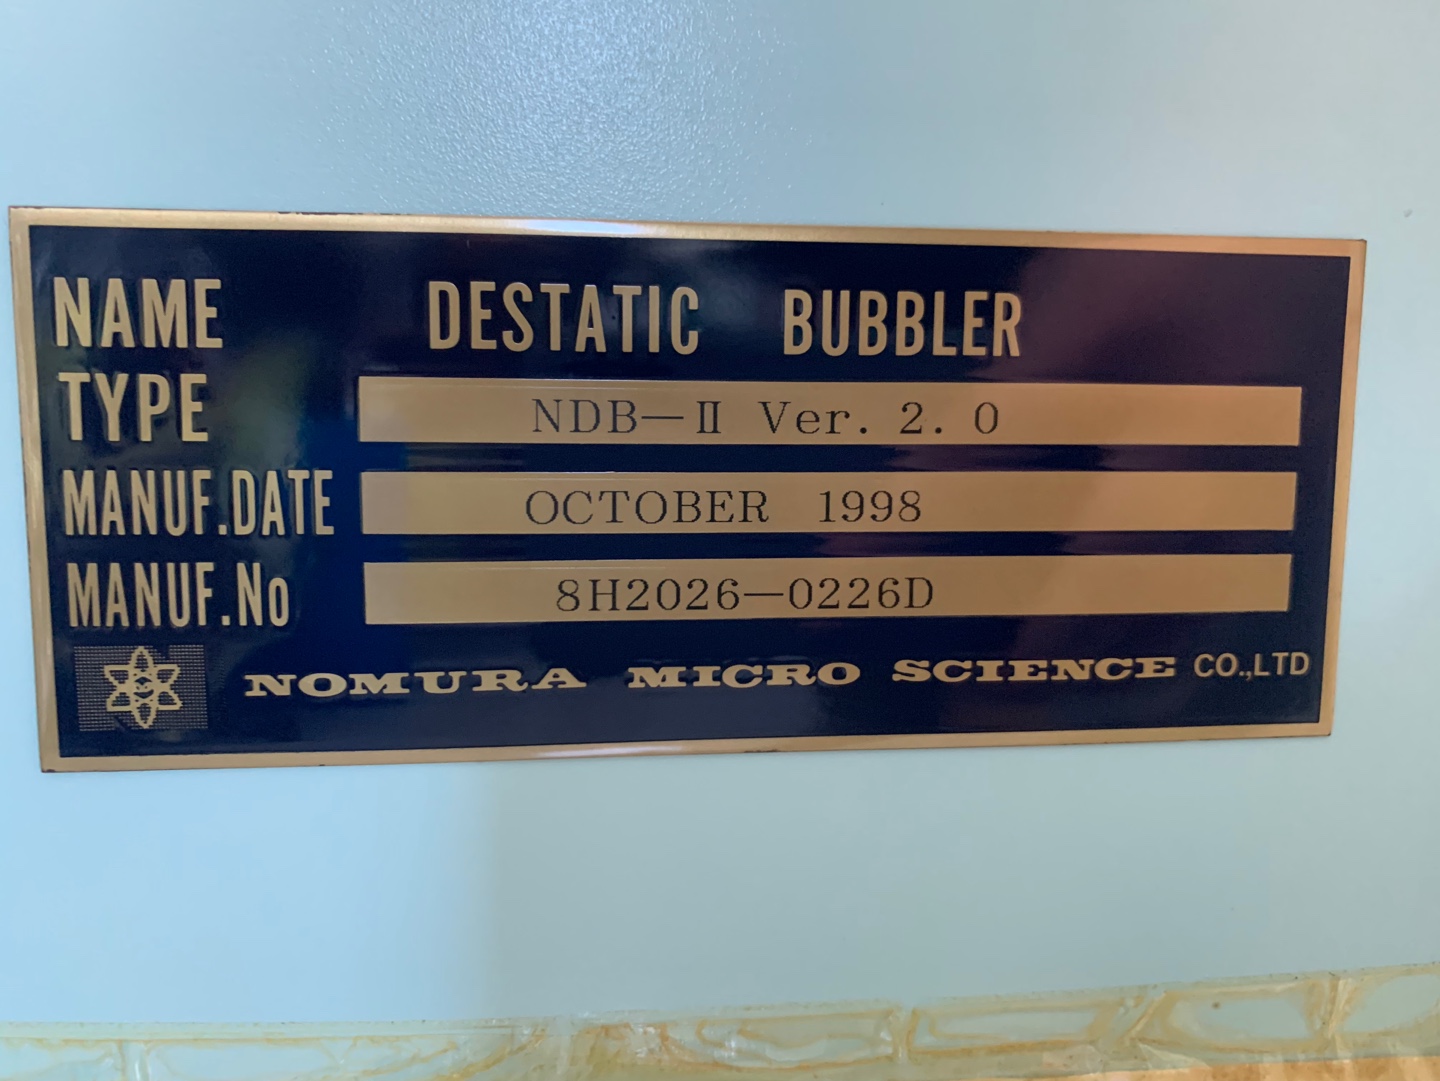 NAME DESTATIC BUBBLER
TYPE NDB—Ⅱ Ver. 2. 0
MANUF.DATE OCTOBER 1998
MANUF.No 8H2026—0226D
NOMURA MICRO SCIENCE CO.,LTD